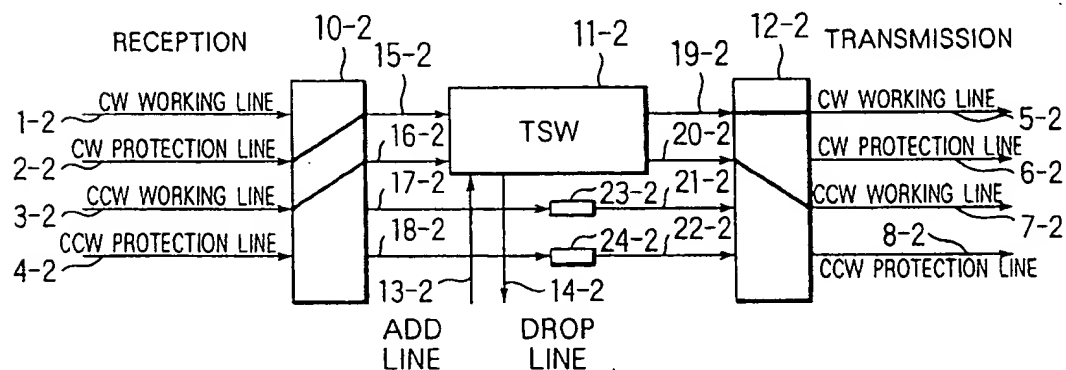 RECEPTION
10-2
15-2
11-2
19-2
12-2
TRANSMISSION
1-2
CW WORKING LINE
TSW
CW WORKING LINE
5-2
16-2
20-2
2-2
CW PROTECTION LINE
CW PROTECTION LINE
6-2
17-2
23-2
21-2
3-2
CCW WORKING LINE
CCW WORKING LINE
7-2
18-2
24-2
22-2
4-2
CCW PROTECTION LINE
8-2
CCW PROTECTION LINE
13-2
14-2
ADD
LINE
DROP
LINE